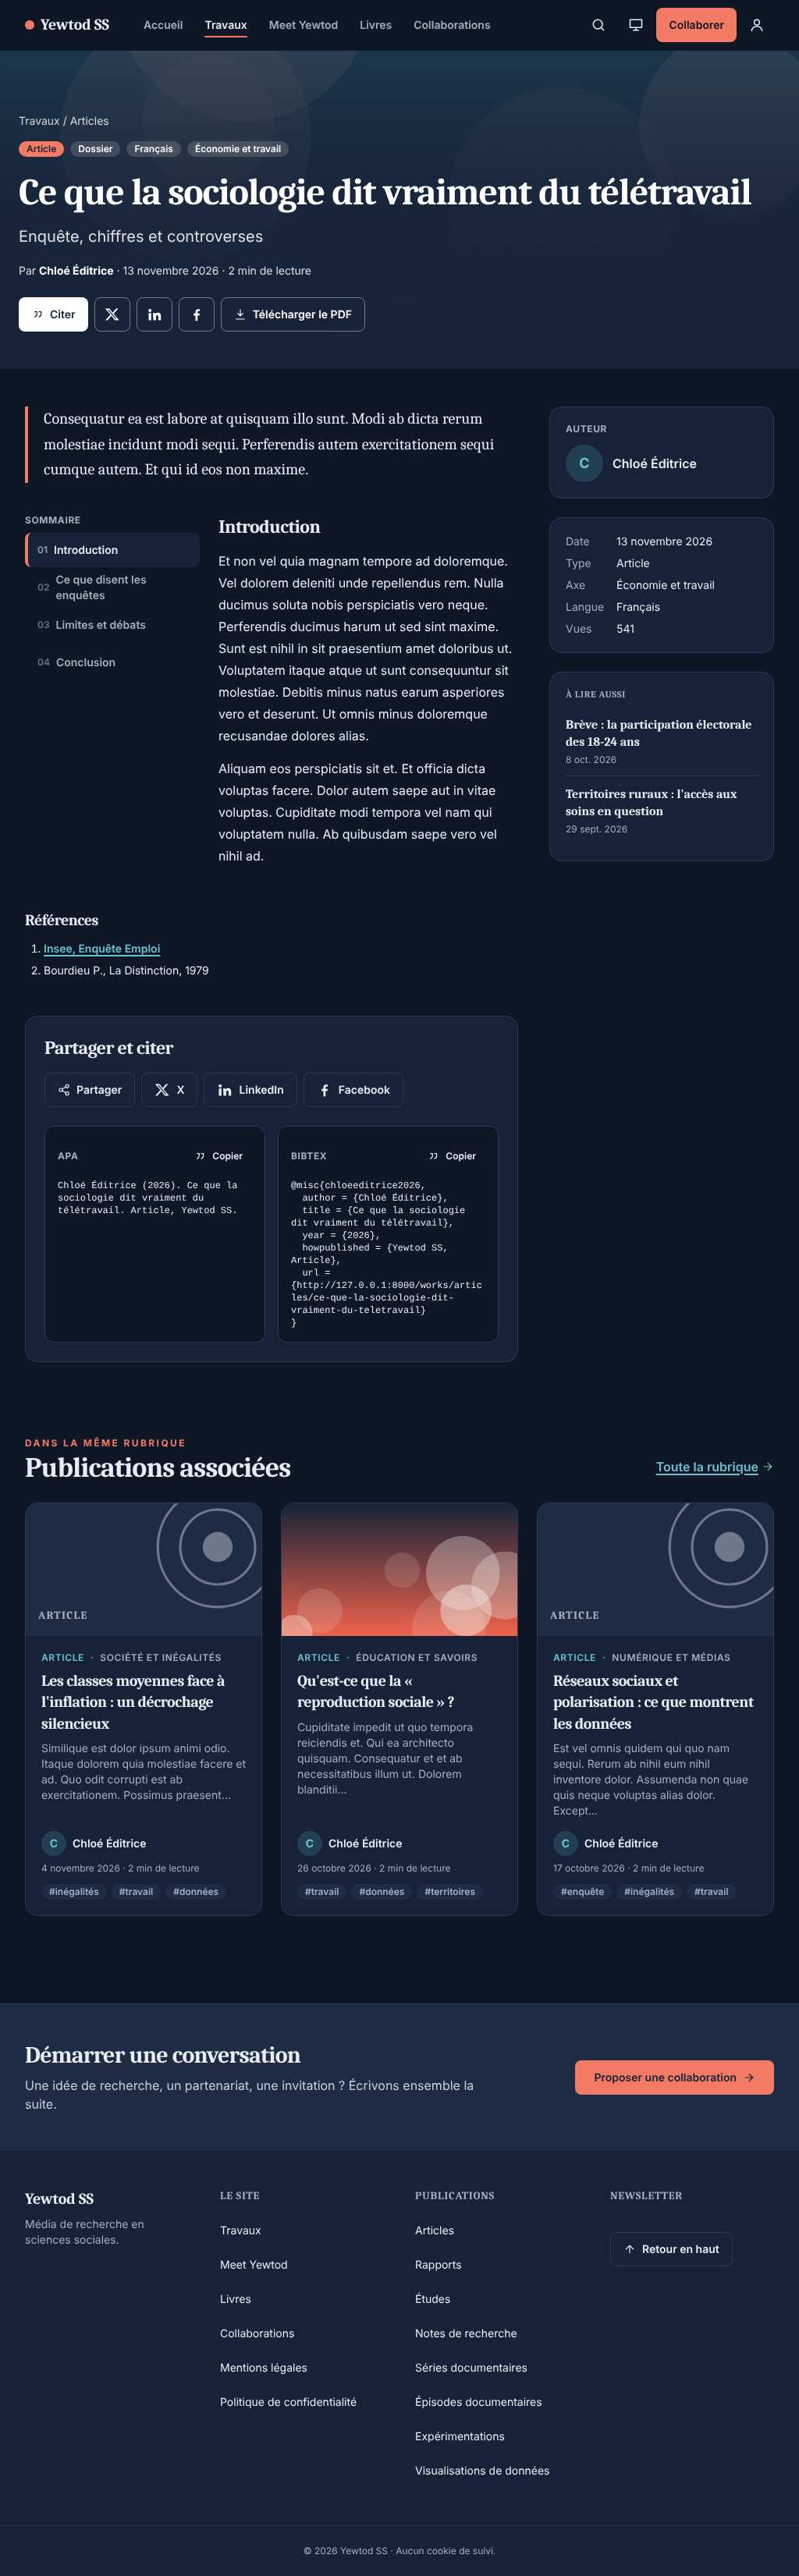 Yewtod SS
Accueil
Travaux
Meet Yewtod
Livres
Collaborations
Collaborer
Travaux / Articles
Article
Dossier
Français
Économie et travail
Ce que la sociologie dit vraiment du télétravail
Enquête, chiffres et controverses
Par Chloé Éditrice · 13 novembre 2026 · 2 min de lecture
Citer
Télécharger le PDF
Consequatur ea est labore at quisquam illo sunt. Modi ab dicta rerum
molestiae incidunt modi sequi. Perferendis autem exercitationem sequi
cumque autem. Et qui id eos non maxime.
SOMMAIRE
01 Introduction
02 Ce que disent les
enquêtes
03 Limites et débats
04 Conclusion
Introduction
Et non vel quia magnam tempore ad doloremque.
Vel dolorem deleniti unde repellendus rem. Nulla
ducimus soluta nobis perspiciatis vero neque.
Perferendis ducimus harum ut sed sint maxime.
Sunt est nihil in sit praesentium amet doloribus ut.
Voluptatem itaque atque ut sunt consequuntur sit
molestiae. Debitis minus natus earum asperiores
vero et deserunt. Ut omnis minus doloremque
recusandae dolores alias.
Aliquam eos perspiciatis sit et. Et officia dicta
voluptas facere. Dolor autem saepe aut in vitae
voluptas. Cupiditate modi tempora vel nam qui
voluptatem nulla. Ab quibusdam saepe vero vel
nihil ad.
AUTEUR
C
Chloé Éditrice
Date 13 novembre 2026
Type Article
Axe Économie et travail
Langue Français
Vues 541
À LIRE AUSSI
Brève : la participation électorale
des 18-24 ans
8 oct. 2026
Territoires ruraux : l'accès aux
soins en question
29 sept. 2026
Références
1. Insee, Enquête Emploi
2. Bourdieu P., La Distinction, 1979
Partager et citer
Partager
X
LinkedIn
Facebook
APA
Copier
Chloé Éditrice (2026). Ce que la
sociologie dit vraiment du
télétravail. Article, Yewtod SS.
BIBTEX
Copier
@misc{chloeeditrice2026,
author = {Chloé Éditrice},
title = {Ce que la sociologie
dit vraiment du télétravail},
year = {2026},
howpublished = {Yewtod SS,
Article},
url =
{http://127.0.0.1:8000/works/artic
les/ce-que-la-sociologie-dit-
vraiment-du-teletravail}
}
DANS LA MÊME RUBRIQUE
Publications associées
Toute la rubrique
ARTICLE
ARTICLE · SOCIÉTÉ ET INÉGALITÉS
Les classes moyennes face à
l'inflation : un décrochage
silencieux
Similique est dolor ipsum animi odio.
Itaque dolorem quia molestiae facere et
ad. Quo odit corrupti est ab
exercitationem. Possimus praesent...
C
Chloé Éditrice
4 novembre 2026 · 2 min de lecture
#inégalités
#travail
#données
ARTICLE · ÉDUCATION ET SAVOIRS
Qu'est-ce que la «
reproduction sociale » ?
Cupiditate impedit ut quo tempora
reiciendis et. Qui ea architecto
quisquam. Consequatur et et ab
necessitatibus illum ut. Dolorem
blanditii...
C
Chloé Éditrice
26 octobre 2026 · 2 min de lecture
#travail
#données
#territoires
ARTICLE
ARTICLE · NUMÉRIQUE ET MÉDIAS
Réseaux sociaux et
polarisation : ce que montrent
les données
Est vel omnis quidem qui quo nam
sequi. Rerum ab nihil eum nihil
inventore dolor. Assumenda non quae
quis neque voluptas alias dolor.
Except...
C
Chloé Éditrice
17 octobre 2026 · 2 min de lecture
#enquête
#inégalités
#travail
Démarrer une conversation
Une idée de recherche, un partenariat, une invitation ? Écrivons ensemble la
suite.
Proposer une collaboration
Yewtod SS
Média de recherche en
sciences sociales.
LE SITE
Travaux
Meet Yewtod
Livres
Collaborations
Mentions légales
Politique de confidentialité
PUBLICATIONS
Articles
Rapports
Études
Notes de recherche
Séries documentaires
Épisodes documentaires
Expérimentations
Visualisations de données
NEWSLETTER
Retour en haut
© 2026 Yewtod SS · Aucun cookie de suivi.